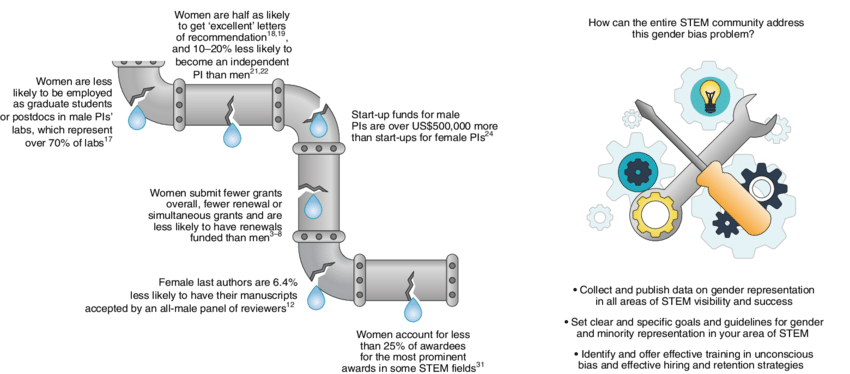 Women are half as likely
to get ‘excellent’ letters
of recommendation18,19,
and 10–20% less likely to
become an independent
PI than men21,22
Women are less
likely to be employed
as graduate students
or postdocs in male PIs’
labs, which represent
over 70% of labs17
Start-up funds for male
PIs are over US$500,000 more
than start-ups for female PIs24
Women submit fewer grants
overall, fewer renewal or
simultaneous grants and are
less likely to have renewals
funded than men3–8
Female last authors are 6.4%
less likely to have their manuscripts
accepted by an all-male panel of reviewers12
Women account for less
than 25% of awardees
for the most prominent
awards in some STEM fields31
How can the entire STEM community address
this gender bias problem?
• Collect and publish data on gender representation
in all areas of STEM visibility and success
• Set clear and specific goals and guidelines for gender
and minority representation in your area of STEM
• Identify and offer effective training in unconscious
bias and effective hiring and retention strategies